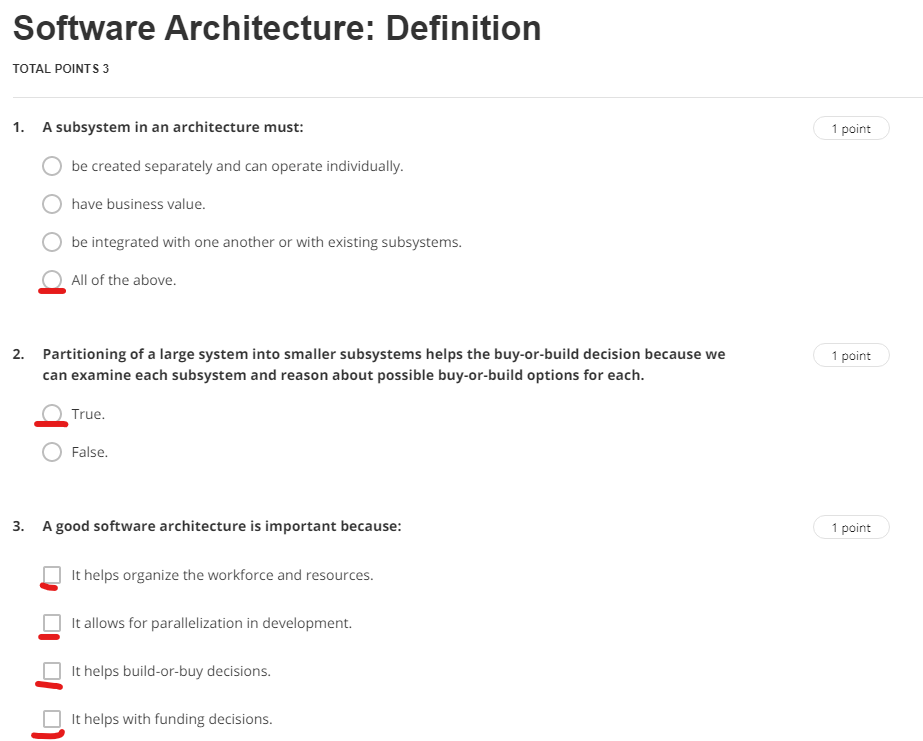 Software Architecture: Definition
TOTAL POINTS 3
1. A subsystem in an architecture must:
1 point
be created separately and can operate individually.
have business value.
be integrated with one another or with existing subsystems.
All of the above.
2. Partitioning of a large system into smaller subsystems helps the buy-or-build decision because we
can examine each subsystem and reason about possible buy-or-build options for each.
1 point
True.
False.
3. A good software architecture is important because:
1 point
It helps organize the workforce and resources.
It allows for parallelization in development.
It helps build-or-buy decisions.
It helps with funding decisions.